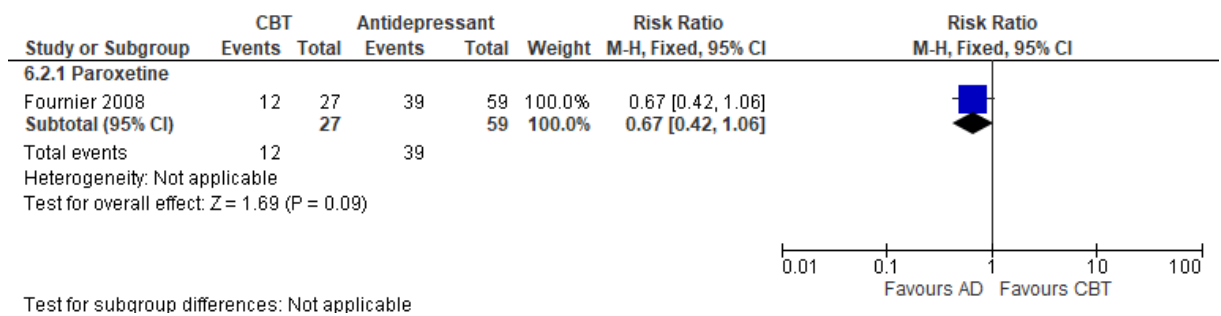 CBT Antidepressant Risk Ratio Risk Ratio
Study or Subgroup Events Total Events Total Weight M-H, Fixed, 95% CI M-H, Fixed, 95% CI
6.2.1 Paroxetine
Fournier 2008 12 27 39 59 100.0% 0.67 [0.42, 1.06]
Subtotal (95% CI) 27 59 100.0% 0.67 [0.42, 1.06]
Total events 12 39
Heterogeneity: Not applicable
Test for overall effect: Z = 1.69 (P = 0.09)
0.01 0.1 1 10 100
Favours AD Favours CBT
Test for subgroup differences: Not applicable